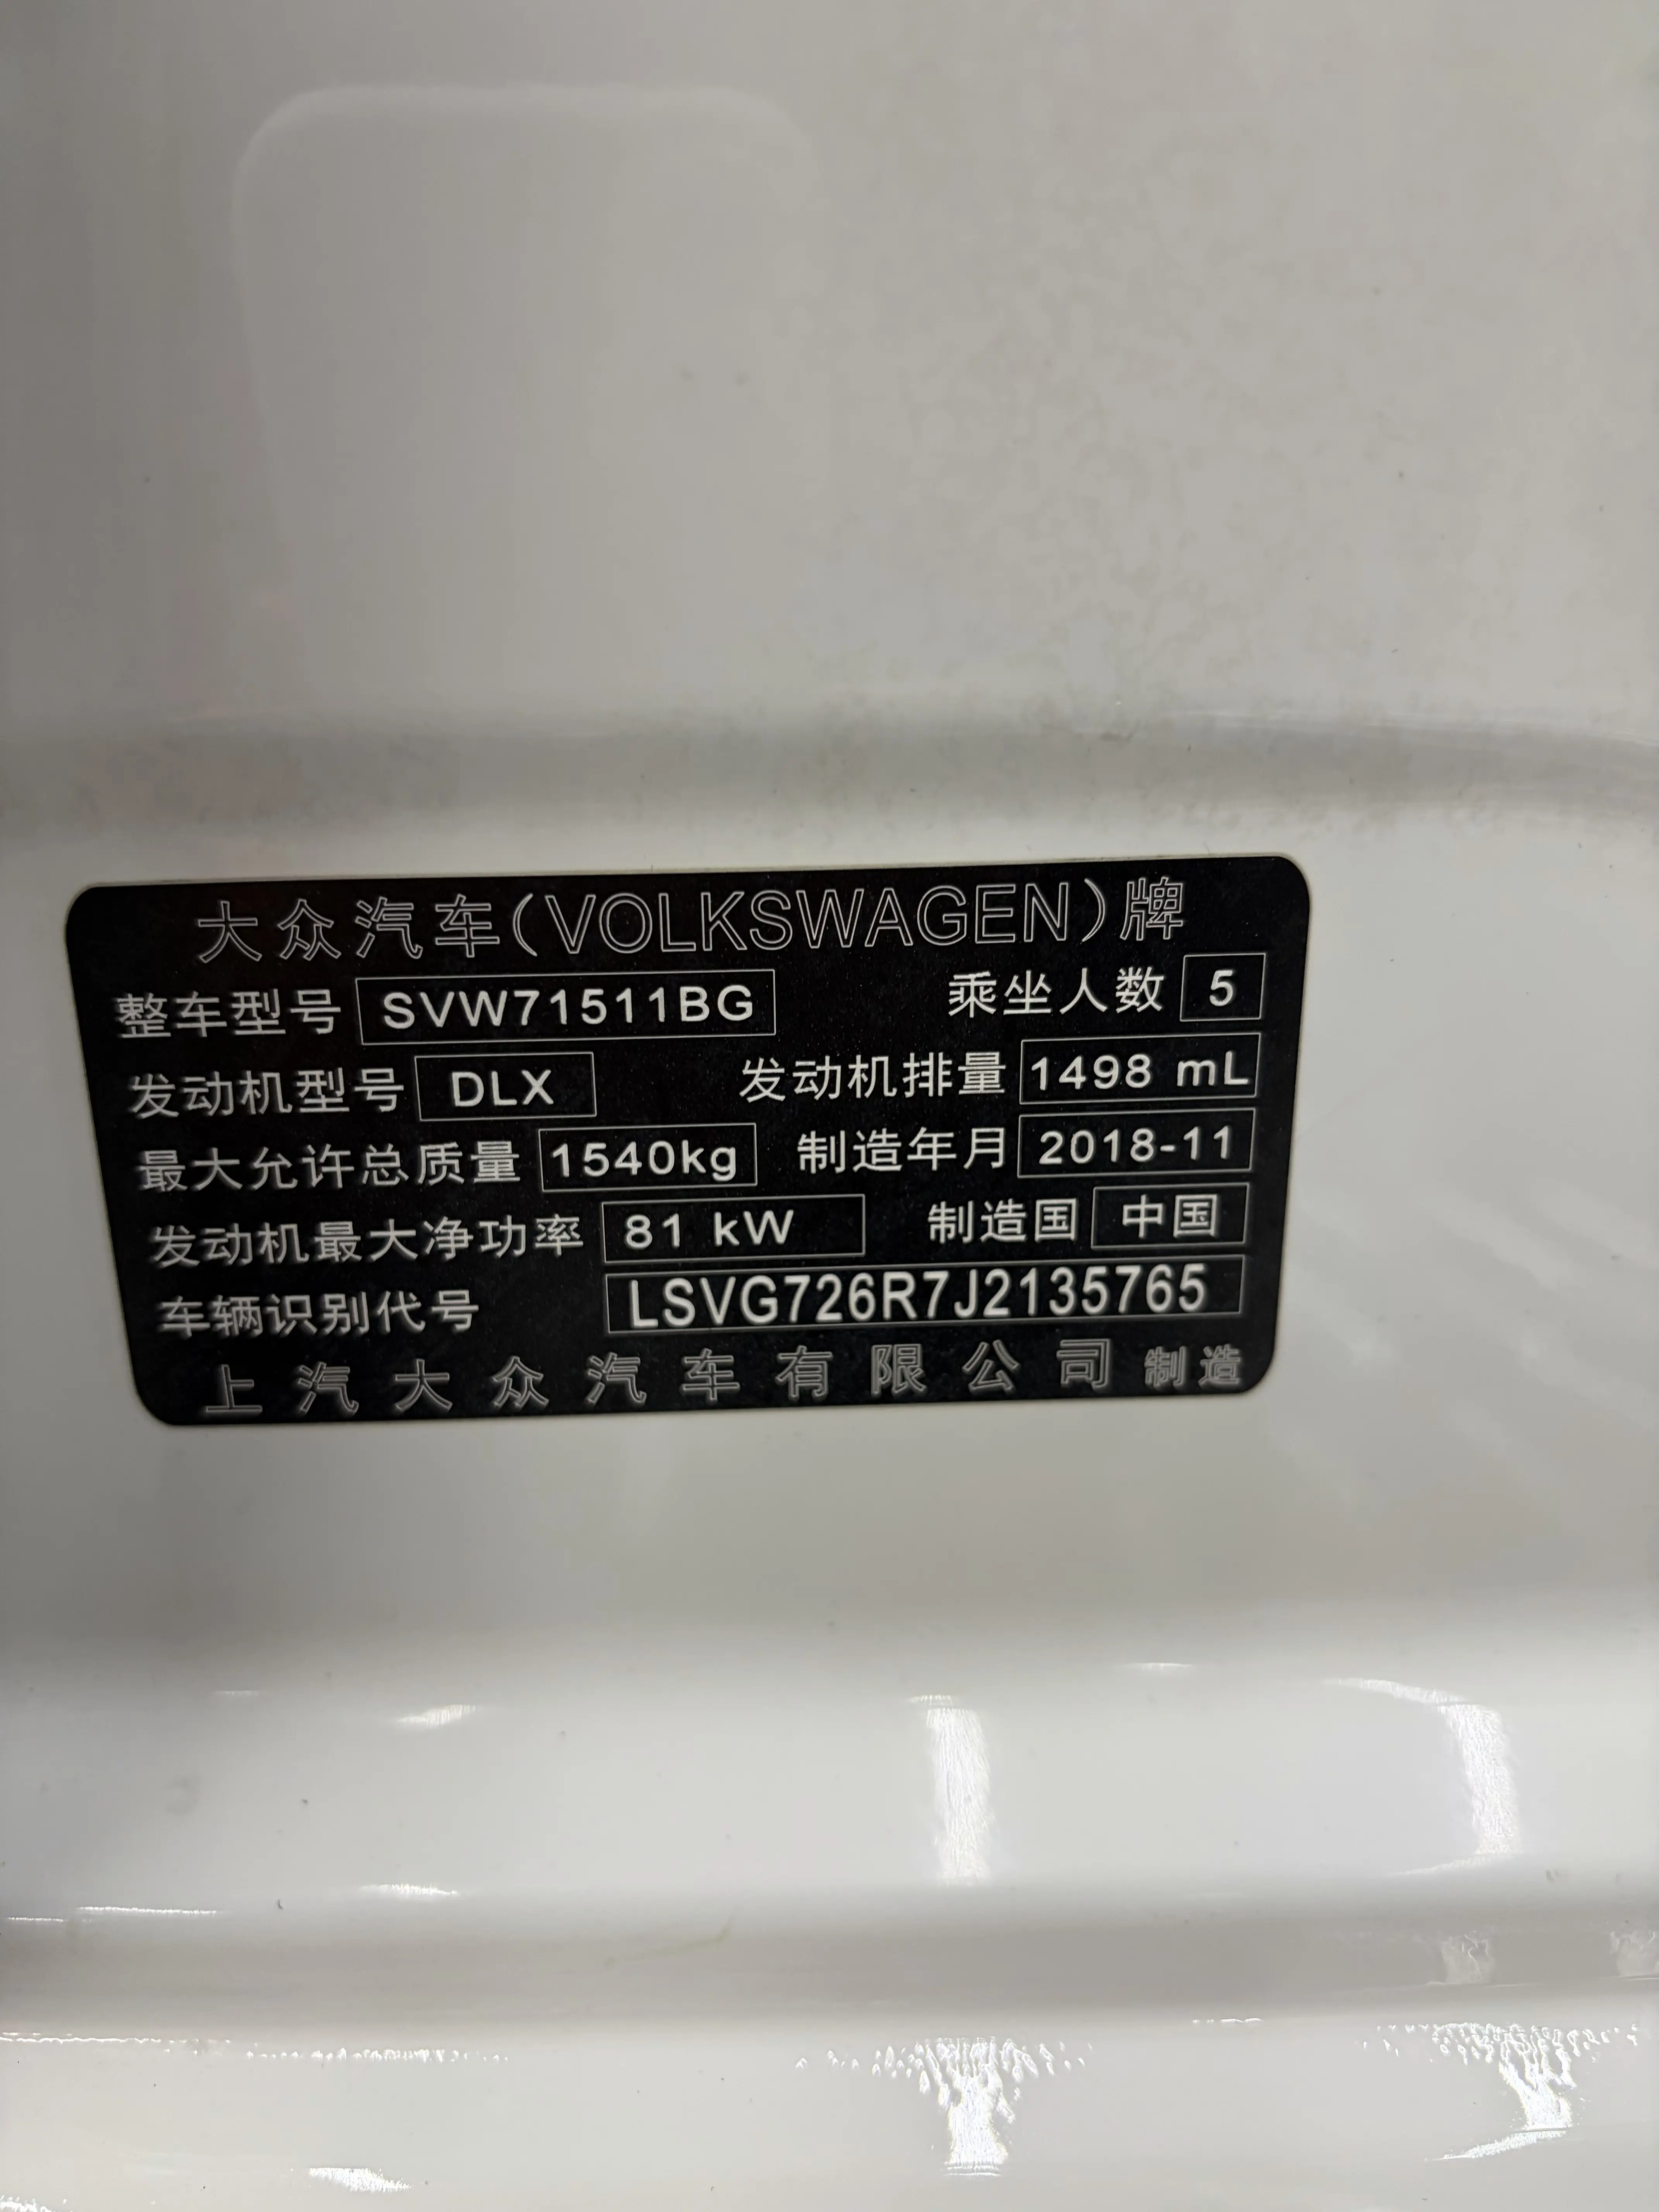 大众汽车(VOLKSWAGEN)牌
整车型号 SVW71511BG 乘坐人数 5
发动机型号 DLX 发动机排量 1498 mL
最大允许总质量 1540kg 制造年月 2018-11
发动机最大净功率 81 kW 制造国 中国
车辆识别代号 LSVG726R7J2135765
上汽大众汽车有限公司 制造